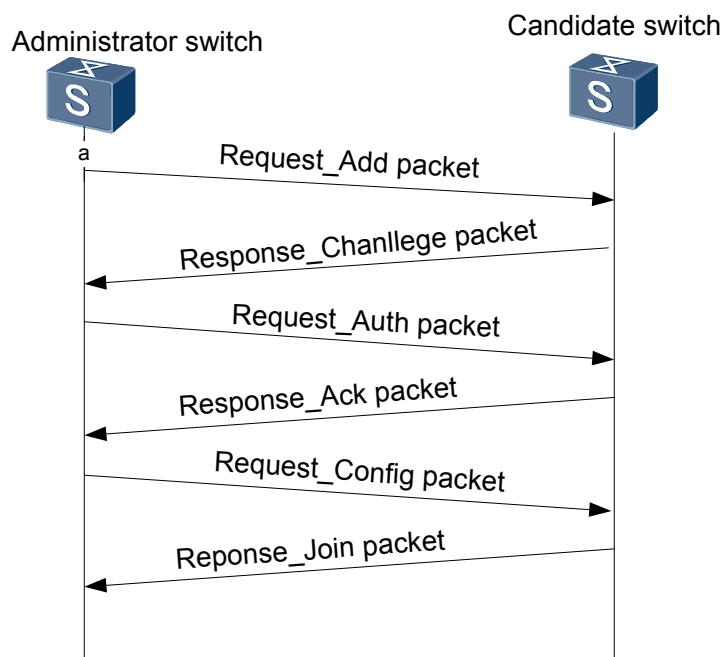 Administrator switch
Candidate switch
S
S
a
Request_Add packet
Response_Chanllege packet
Request_Auth packet
Response_Ack packet
Request_Config packet
Reponse_Join packet